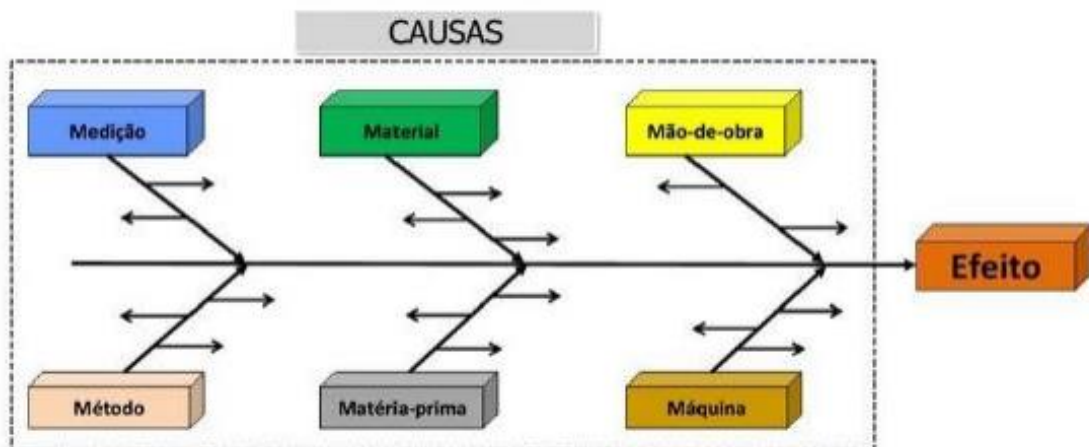 CAUSAS
Medição
Material
Mão-de-obra
Efeito
Método
Matéria-prima
Máquina